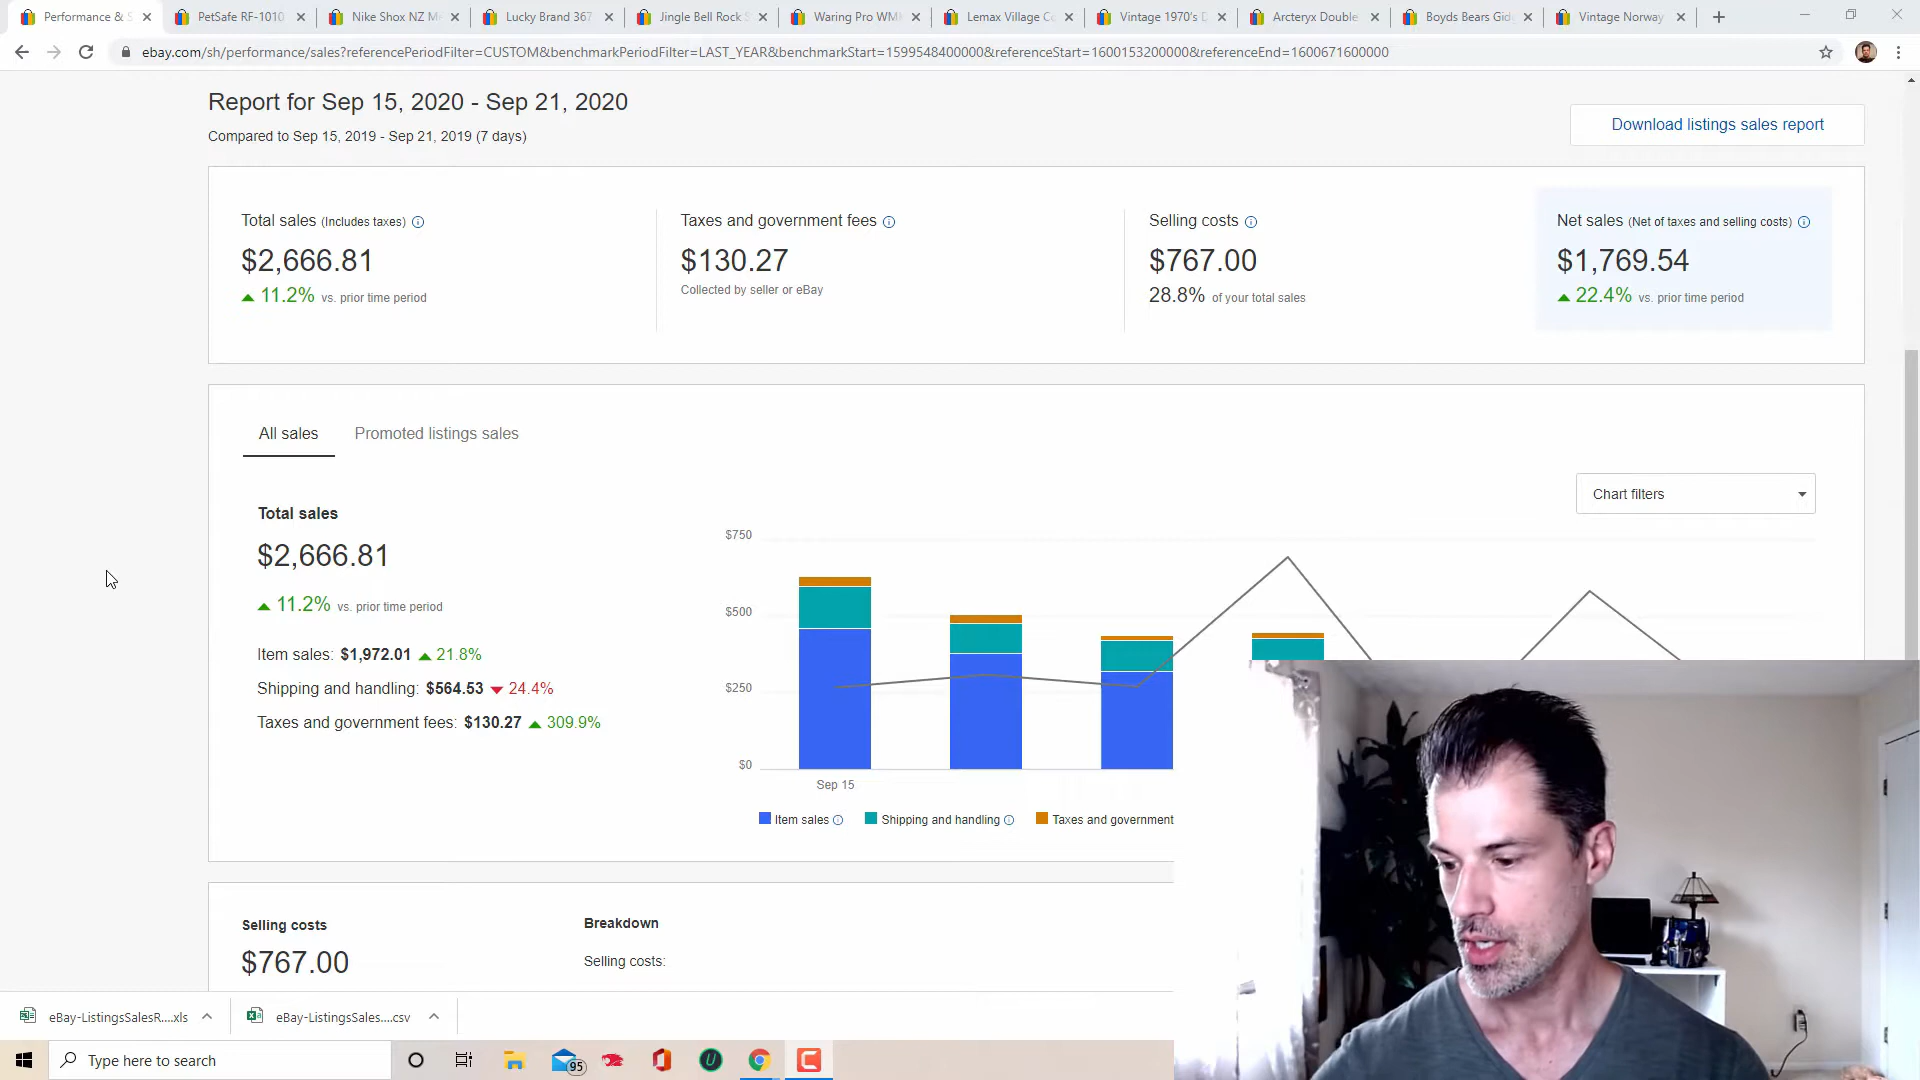 Performance & S
PetSafe RF-1010
Nike Shox NZ M
Lucky Brand 367
Jingle Bell Rock S
Waring Pro WM
Lemax Village C
Vintage 1970's D
Arcteryx Double
Boyds Bears Gid
Vintage Norway
ebay.com/sh/performance/sales?referencePeriodFilter=CUSTOM&benchmarkPeriodFilter=LAST_YEAR&benchmarkStart=1599548400000&referenceStart=1600153200000&referenceEnd=1600671600000
Report for Sep 15, 2020 - Sep 21, 2020
Compared to Sep 15, 2019 - Sep 21, 2019 (7 days)
Download listings sales report
Total sales (Includes taxes)
$2,666.81
11.2% vs. prior time period
Taxes and government fees
$130.27
Collected by seller or eBay
Selling costs
$767.00
28.8% of your total sales
Net sales (Net of taxes and selling costs)
$1,769.54
22.4% vs. prior time period
All sales
Promoted listings sales
Chart filters
Total sales
$2,666.81
11.2% vs. prior time period
Item sales: $1,972.01 21.8%
Shipping and handling: $564.53 24.4%
Taxes and government fees: $130.27 309.9%
$750
$500
$250
$0
Sep 15
Item sales
Shipping and handling
Taxes and government
Selling costs
$767.00
Breakdown
Selling costs:
eBay-ListingsSalesR....xls
eBay-ListingsSales....csv
Type here to search
95